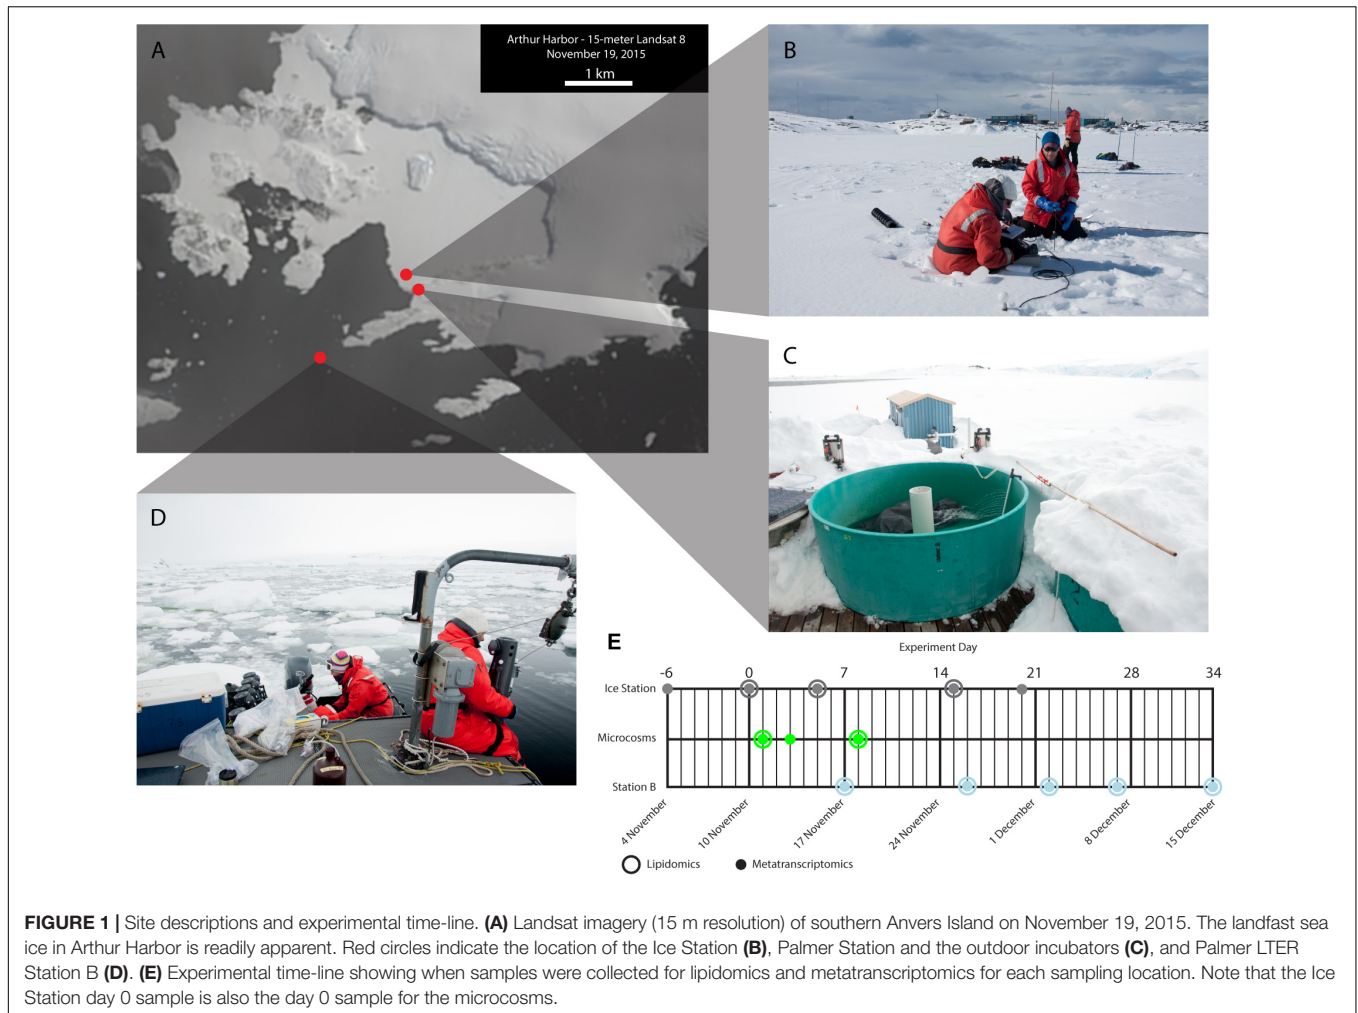 A
Arthur Harbor - 15-meter Landsat 8
November 19, 2015
1 km
B
C
D
E
Experiment Day
-6 0 7 14 21 28 34
Ice Station
Microcosms
Station B
4 November 10 November 17 November 24 November 1 December 8 December 15 December
Lipidomics Metatranscriptomics
FIGURE 1 | Site descriptions and experimental time-line. (A) Landsat imagery (15 m resolution) of southern Anvers Island on November 19, 2015. The landfast sea
ice in Arthur Harbor is readily apparent. Red circles indicate the location of the Ice Station (B), Palmer Station and the outdoor incubators (C), and Palmer LTER
Station B (D). (E) Experimental time-line showing when samples were collected for lipidomics and metatranscriptomics for each sampling location. Note that the Ice
Station day 0 sample is also the day 0 sample for the microcosms.